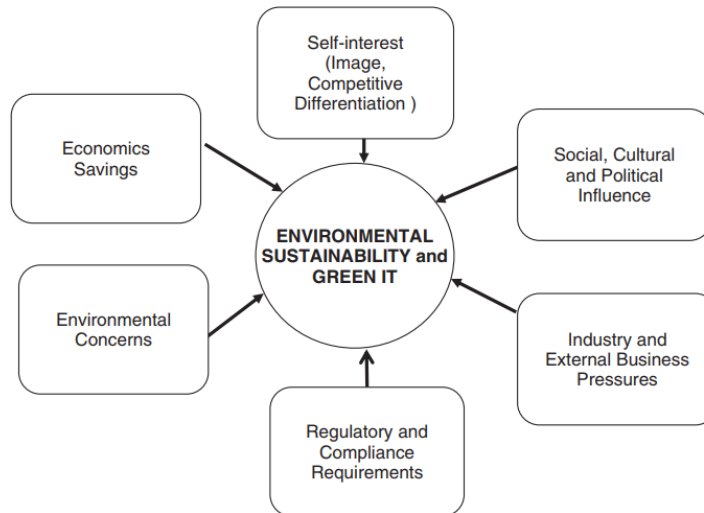 Self-interest
(Image,
Competitive
Differentiation )
Economics
Savings
Social, Cultural
and Political
Influence
ENVIRONMENTAL
SUSTAINABILITY and
GREEN IT
Environmental
Concerns
Industry and
External Business
Pressures
Regulatory and
Compliance
Requirements